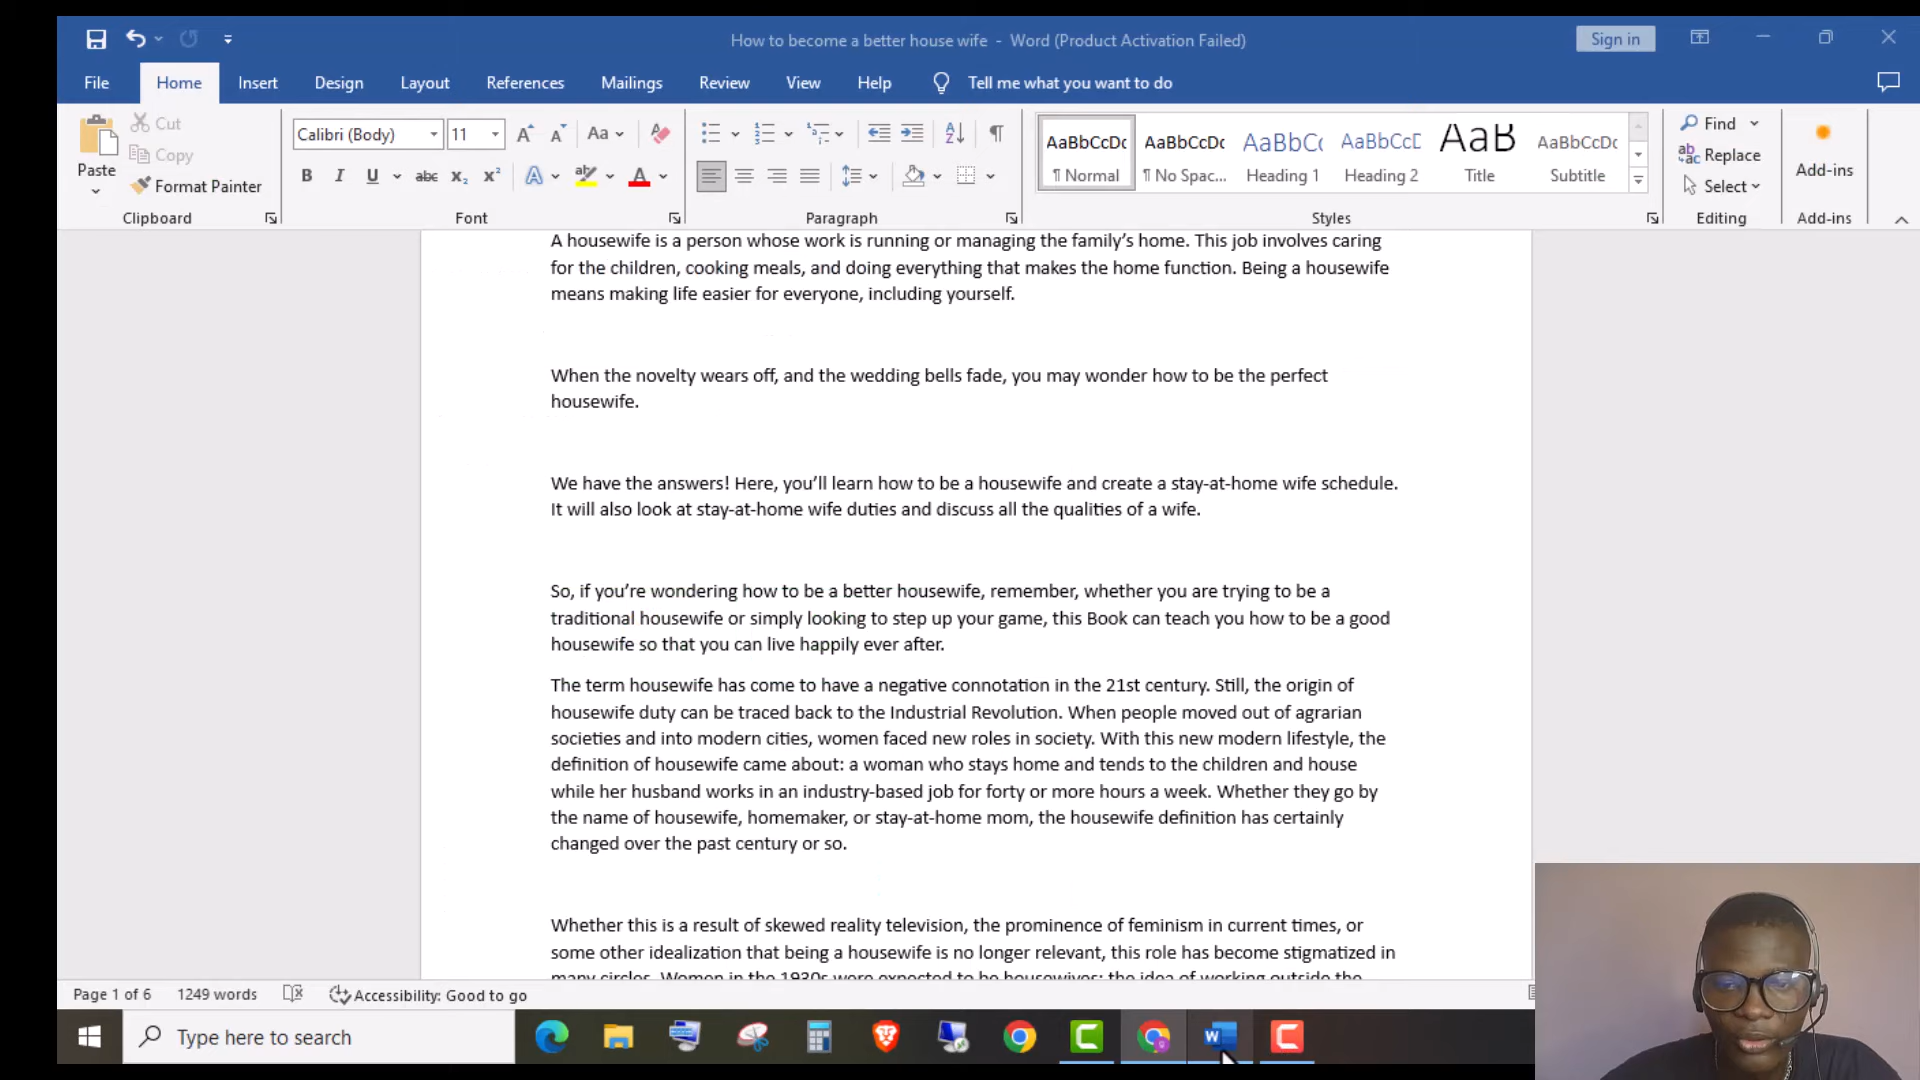 How to become a better house wife - Word (Product Activation Failed)
Sign in
File Home Insert Design Layout References Mailings Review View Help Tell me what you want to do
Paste
Cut
Copy
Format Painter
Clipboard
Calibri (Body) 11
Font
Paragraph
AaBbCcDc ¶ Normal
AaBbCcDc ¶ No Spac...
AaBbCc Heading 1
AaBbCcD Heading 2
AaB Title
AaBbCcDc Subtitle
Styles
Find
Replace
Select
Editing
Add-ins
Add-ins
A housewife is a person whose work is running or managing the family’s home. This job involves caring
for the children, cooking meals, and doing everything that makes the home function. Being a housewife
means making life easier for everyone, including yourself.
When the novelty wears off, and the wedding bells fade, you may wonder how to be the perfect
housewife.
We have the answers! Here, you’ll learn how to be a housewife and create a stay-at-home wife schedule.
It will also look at stay-at-home wife duties and discuss all the qualities of a wife.
So, if you’re wondering how to be a better housewife, remember, whether you are trying to be a
traditional housewife or simply looking to step up your game, this Book can teach you how to be a good
housewife so that you can live happily ever after.
The term housewife has come to have a negative connotation in the 21st century. Still, the origin of
housewife duty can be traced back to the Industrial Revolution. When people moved out of agrarian
societies and into modern cities, women faced new roles in society. With this new modern lifestyle, the
definition of housewife came about: a woman who stays home and tends to the children and house
while her husband works in an industry-based job for forty or more hours a week. Whether they go by
the name of housewife, homemaker, or stay-at-home mom, the housewife definition has certainly
changed over the past century or so.
Whether this is a result of skewed reality television, the prominence of feminism in current times, or
some other idealization that being a housewife is no longer relevant, this role has become stigmatized in
many circles. Women in the 1930s were expected to be housewives; the idea of working outside the
Page 1 of 6 1249 words Accessibility: Good to go
Type here to search